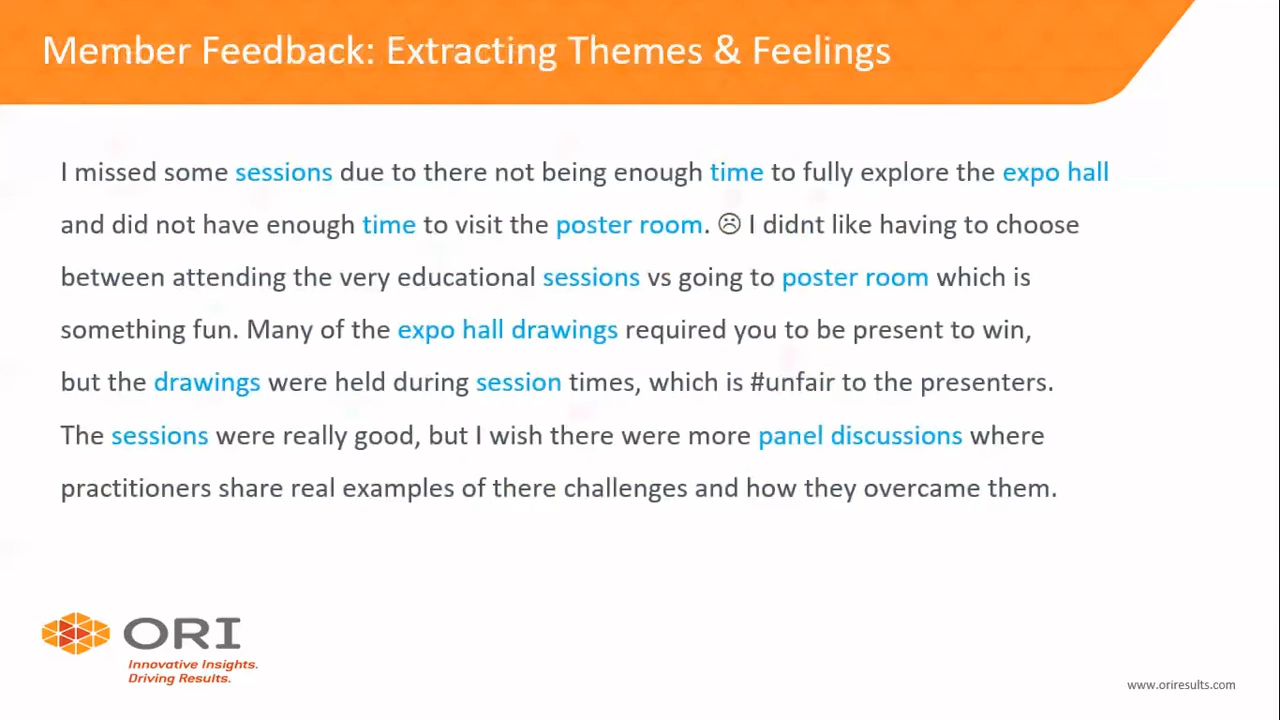 Member Feedback: Extracting Themes & Feelings
I missed some sessions due to there not being enough time to fully explore the expo hall
and did not have enough time to visit the poster room. ☹ I didnt like having to choose
between attending the very educational sessions vs going to poster room which is
something fun. Many of the expo hall drawings required you to be present to win,
but the drawings were held during session times, which is #unfair to the presenters.
The sessions were really good, but I wish there were more panel discussions where
practitioners share real examples of there challenges and how they overcame them.
ORI
Innovative Insights.
Driving Results.
www.oriresults.com